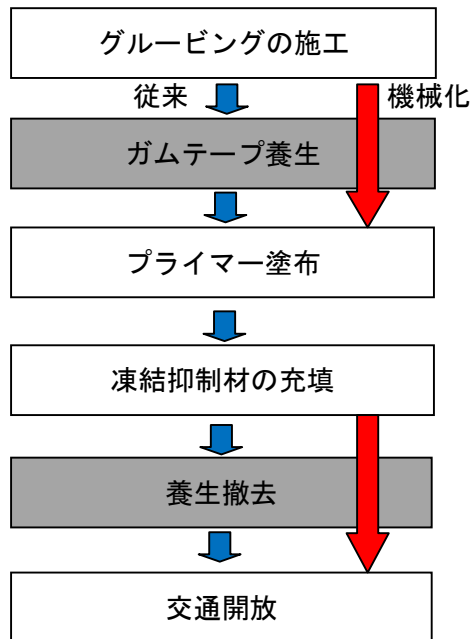 グルービングの施工
従来
機械化
ガムテープ養生
プライマー塗布
凍結抑制材の充填
養生撤去
交通開放